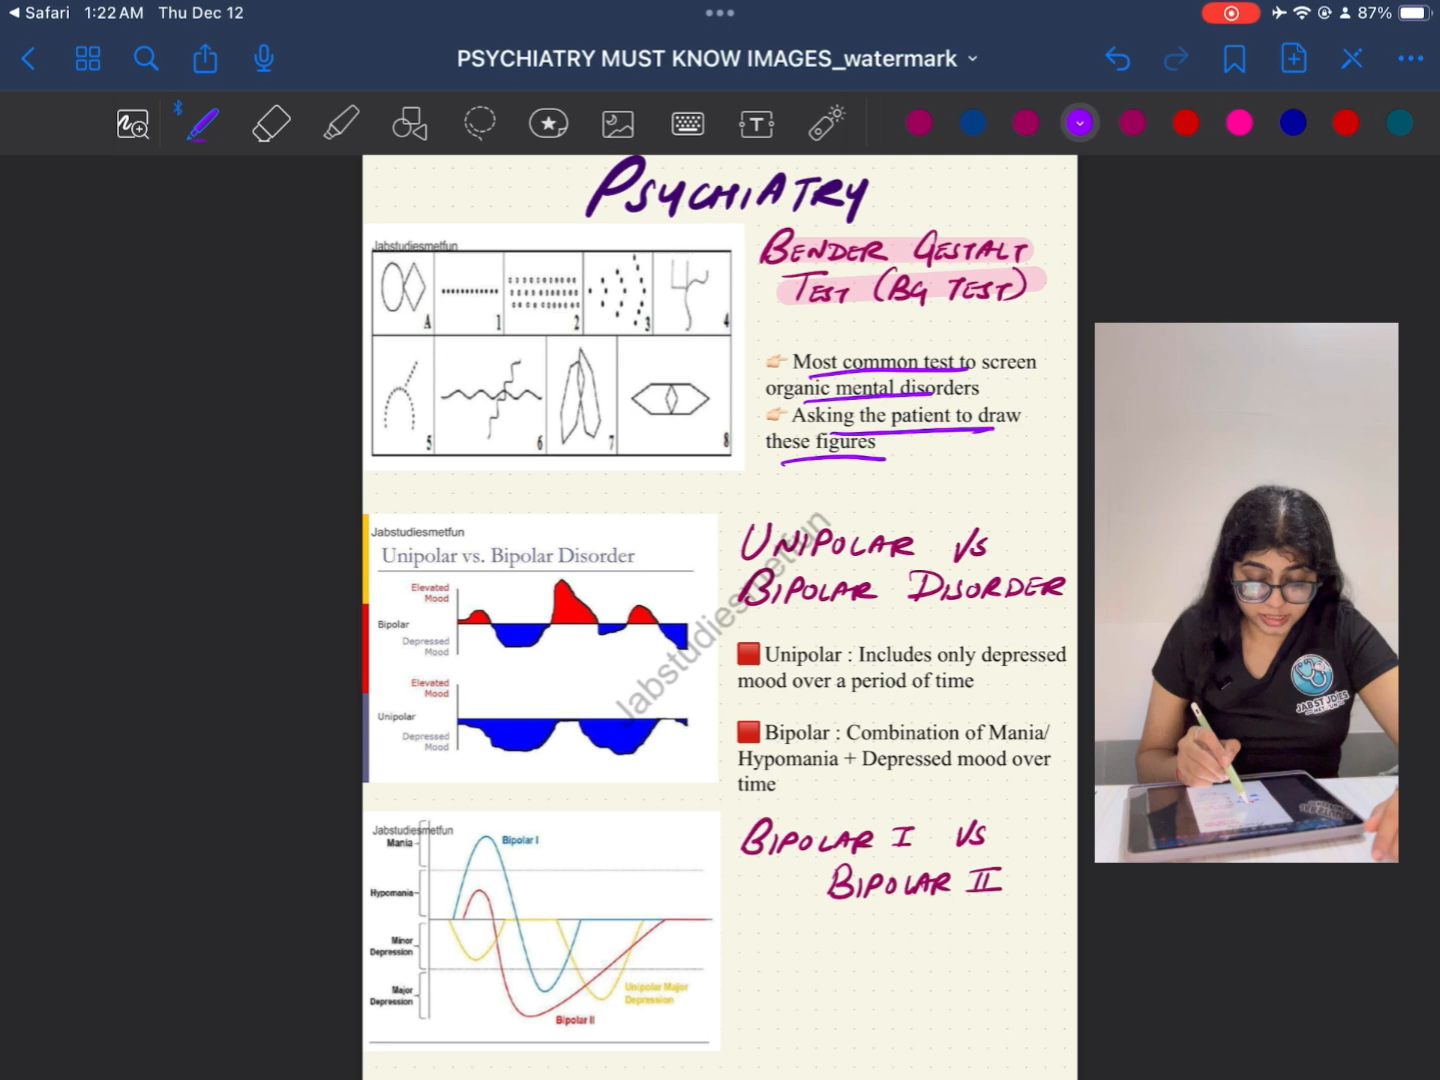 Safari 1:22 AM Thu Dec 12
87%
PSYCHIATRY MUST KNOW IMAGES_watermark
PSYCHIATRY
Jabstudiesmetfun
A 1 2 3 4
5 6 7 8
BENDER GESTALT
TEST (BG TEST)
Most common test to screen
organic mental disorders
Asking the patient to draw
these figures
Jabstudiesmetfun
Unipolar vs. Bipolar Disorder
Elevated
Mood
Bipolar
Depressed
Mood
Elevated
Mood
Unipolar
Depressed
Mood
UNIPOLAR VS
BIPOLAR DISORDER
Unipolar : Includes only depressed
mood over a period of time
Bipolar : Combination of Mania/
Hypomania + Depressed mood over
time
Jabstudiesmetfun
Jabstudiesmetfun
Mania
Bipolar I
Hypomania
Minor
Depression
Major
Depression
Unipolar Major
Depression
Bipolar II
BIPOLAR I VS
BIPOLAR II
JABSTUDIES
METFUN